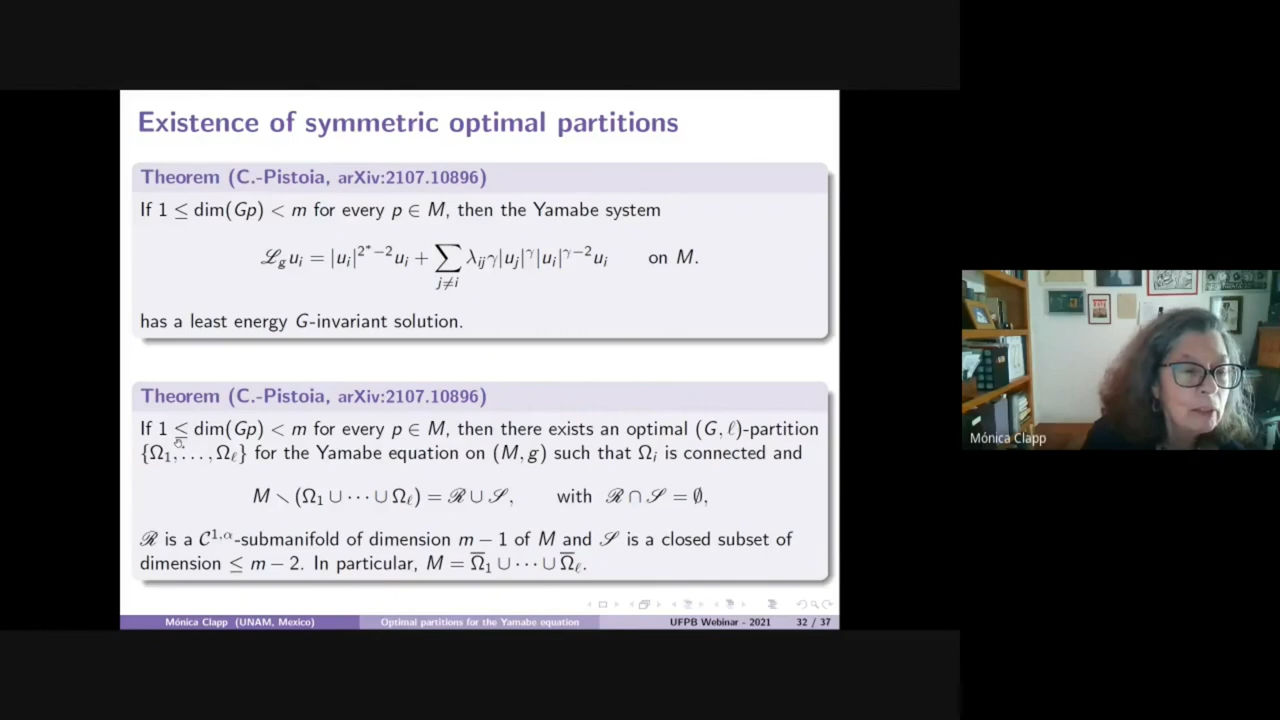 Existence of symmetric optimal partitions
Theorem (C.-Pistoia, arXiv:2107.10896)
If 1 ≤ dim(Gp) < m for every p ∈ M, then the Yamabe system
ℒ_g u_i = |u_i|^{2*−2} u_i + ∑_{j≠i} λ_{ij} γ|u_j|^γ |u_i|^{γ−2} u_i on M.
has a least energy G-invariant solution.
Theorem (C.-Pistoia, arXiv:2107.10896)
If 1 ≤ dim(Gp) < m for every p ∈ M, then there exists an optimal (G, ℓ)-partition
{Ω_1, . . . , Ω_ℓ} for the Yamabe equation on (M, g) such that Ω_i is connected and
M ∖ (Ω_1 ∪ ⋯ ∪ Ω_ℓ) = ℛ ∪ 𝒮, with ℛ ∩ 𝒮 = ∅,
ℛ is a 𝒞^{1,α}-submanifold of dimension m − 1 of M and 𝒮 is a closed subset of
dimension ≤ m − 2. In particular, M = Ω̅_1 ∪ ⋯ ∪ Ω̅_ℓ.
Mónica Clapp (UNAM, Mexico) Optimal partitions for the Yamabe equation UFPB Webinar - 2021 32 / 37
Mónica Clapp